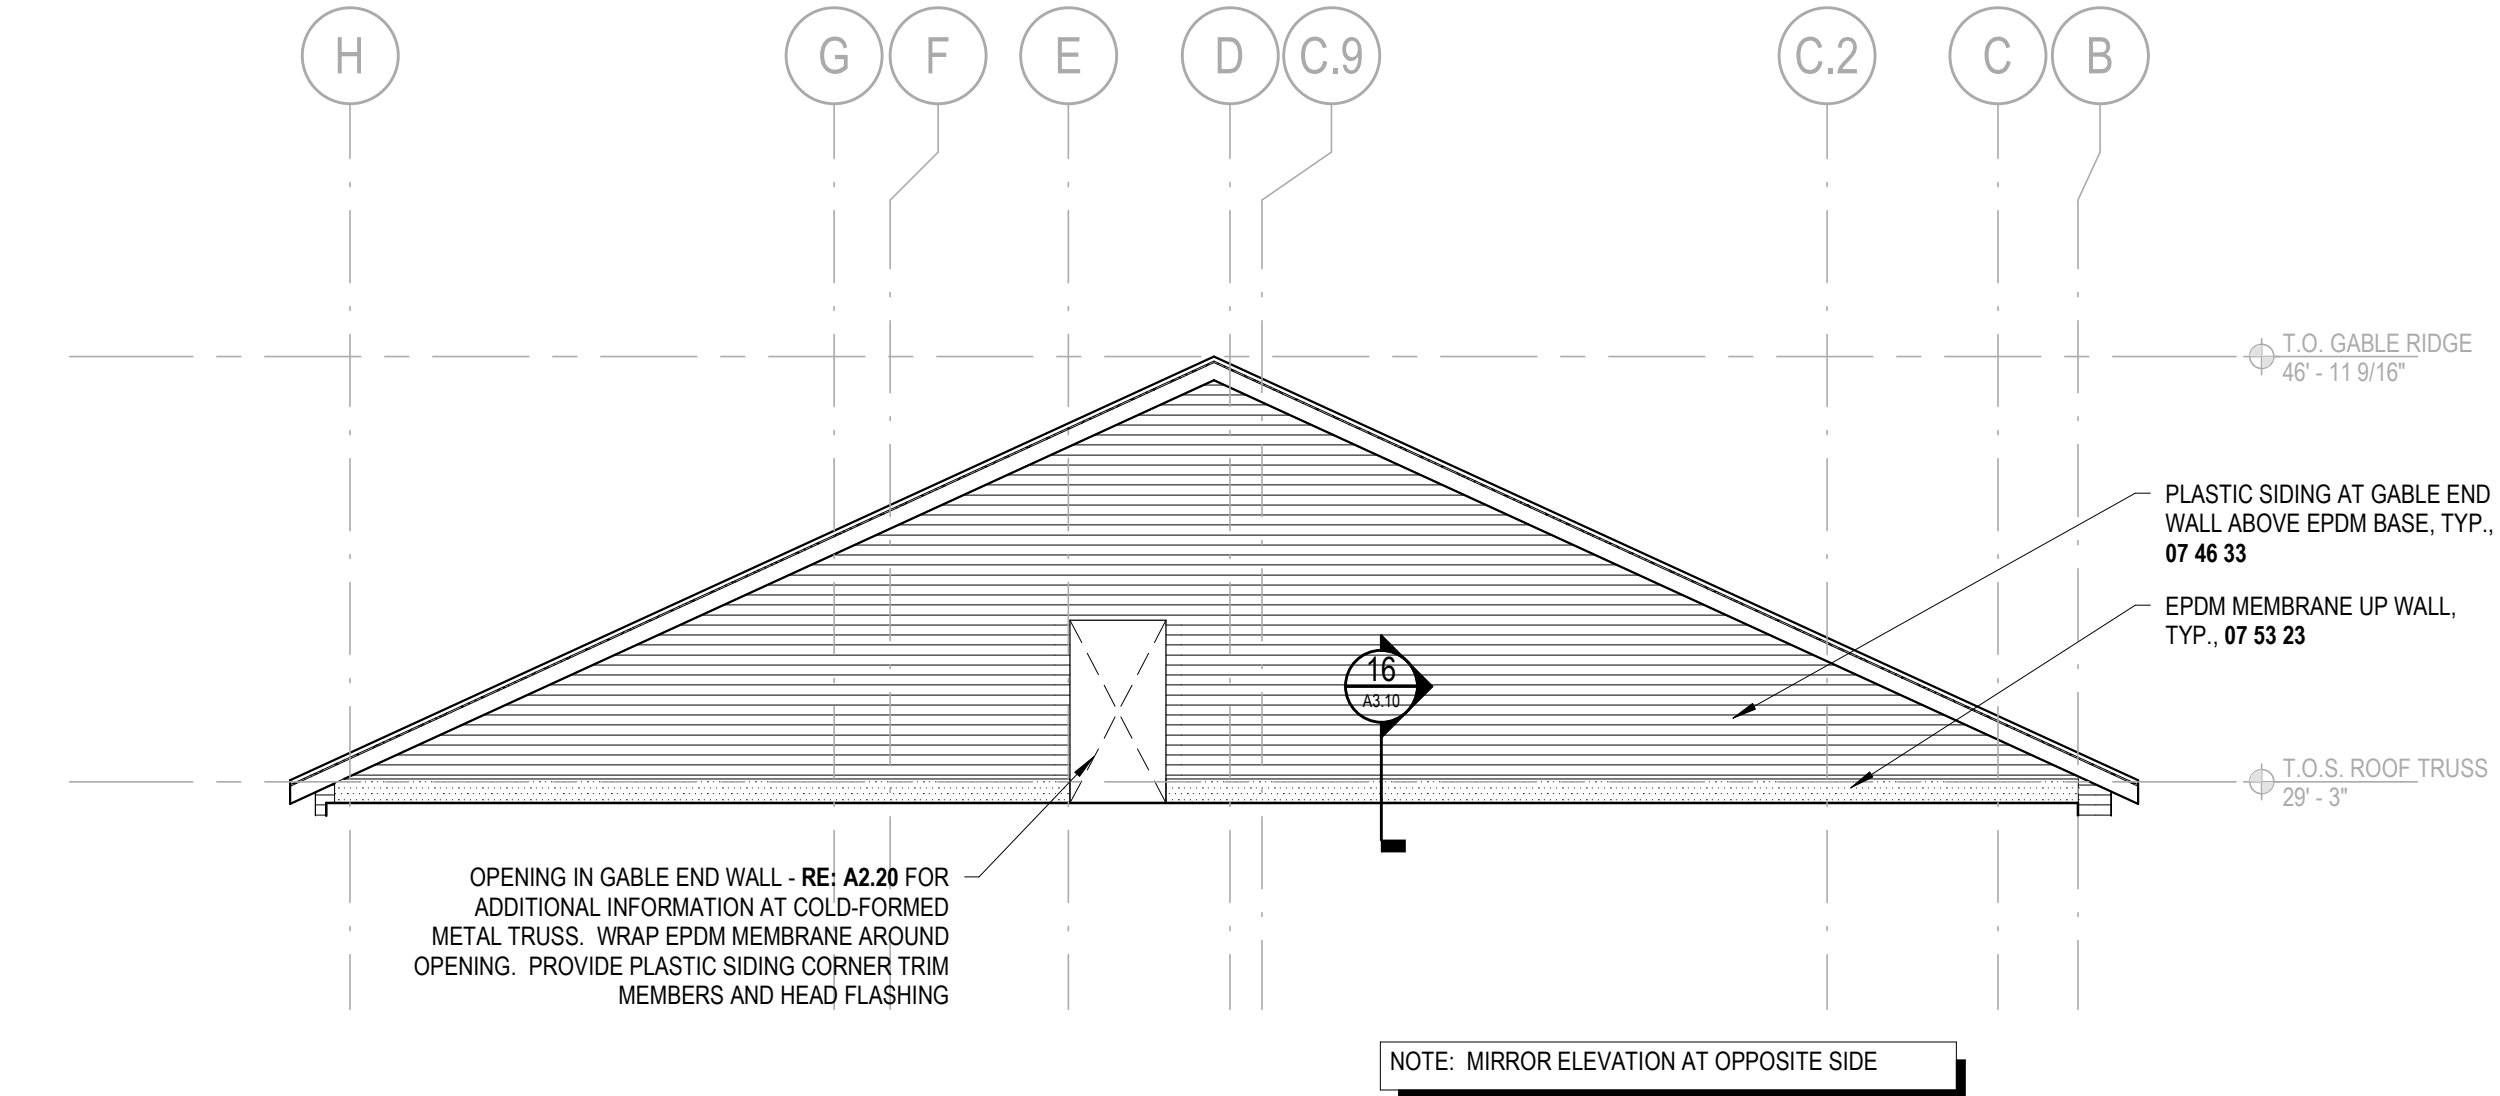 H
G
F
E
D
C.9
C.2
C
B
T.O. GABLE RIDGE
46' - 11 9/16"
PLASTIC SIDING AT GABLE END
WALL ABOVE EPDM BASE, TYP.,
07 46 33
EPDM MEMBRANE UP WALL,
TYP., 07 53 23
16
A3.10
T.O.S. ROOF TRUSS
29' - 3"
OPENING IN GABLE END WALL - RE: A2.20 FOR
ADDITIONAL INFORMATION AT COLD-FORMED
METAL TRUSS.  WRAP EPDM MEMBRANE AROUND
OPENING.  PROVIDE PLASTIC SIDING CORNER TRIM
MEMBERS AND HEAD FLASHING
NOTE:  MIRROR ELEVATION AT OPPOSITE SIDE